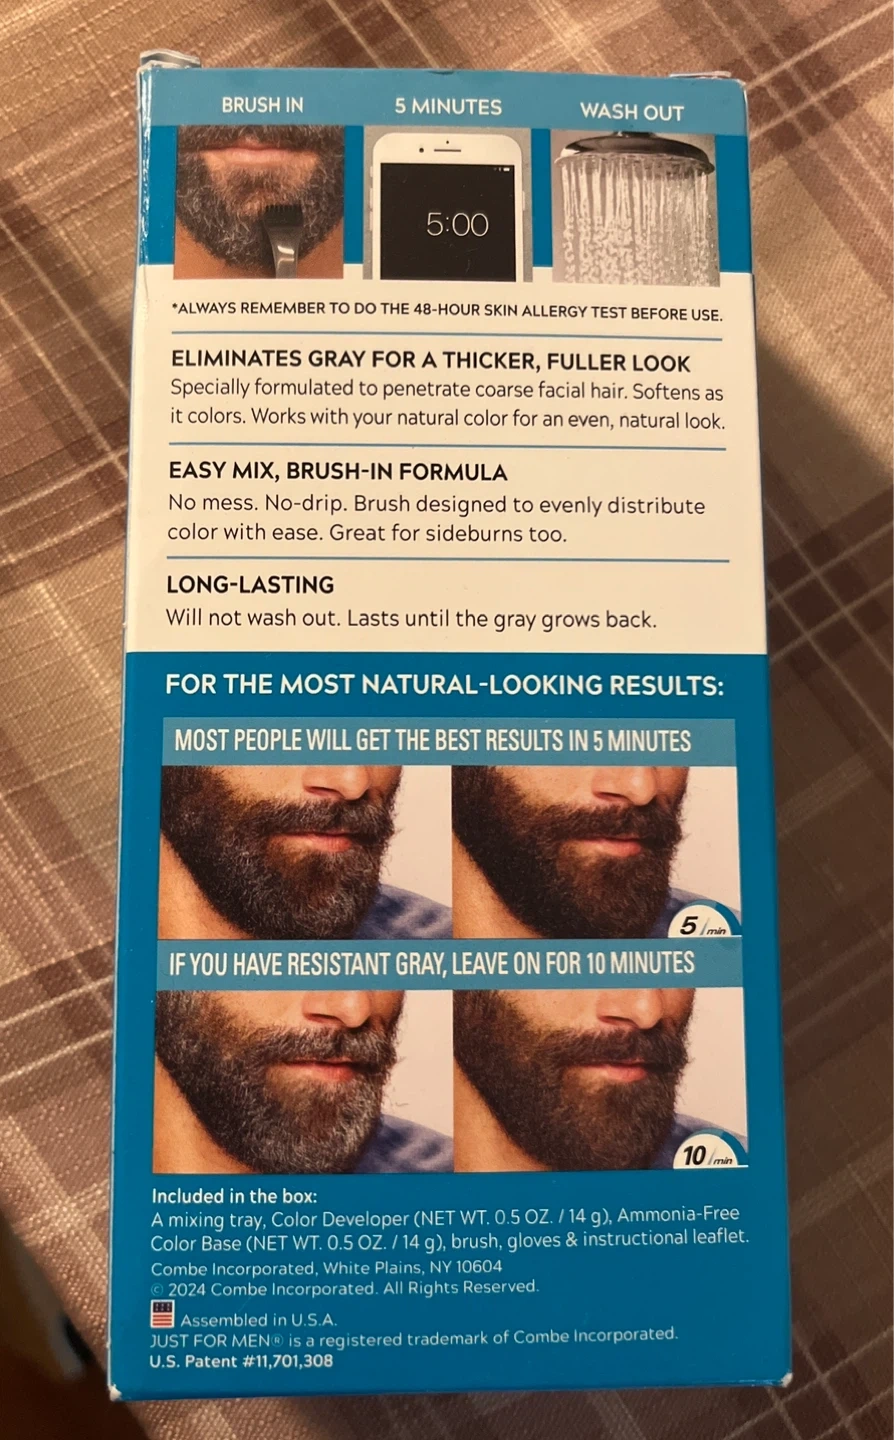 BRUSH IN 5 MINUTES WASH OUT
5:00
*ALWAYS REMEMBER TO DO THE 48-HOUR SKIN ALLERGY TEST BEFORE USE.
ELIMINATES GRAY FOR A THICKER, FULLER LOOK
Specially formulated to penetrate coarse facial hair. Softens as
it colors. Works with your natural color for an even, natural look.
EASY MIX, BRUSH-IN FORMULA
No mess. No-drip. Brush designed to evenly distribute
color with ease. Great for sideburns too.
LONG-LASTING
Will not wash out. Lasts until the gray grows back.
FOR THE MOST NATURAL-LOOKING RESULTS:
MOST PEOPLE WILL GET THE BEST RESULTS IN 5 MINUTES
5/min
IF YOU HAVE RESISTANT GRAY, LEAVE ON FOR 10 MINUTES
10/min
Included in the box:
A mixing tray, Color Developer (NET WT. 0.5 OZ. / 14 g), Ammonia-Free
Color Base (NET WT. 0.5 OZ. / 14 g), brush, gloves & instructional leaflet.
Combe Incorporated, White Plains, NY 10604
© 2024 Combe Incorporated. All Rights Reserved.
Assembled in U.S.A.
JUST FOR MEN® is a registered trademark of Combe Incorporated.
U.S. Patent #11,701,308